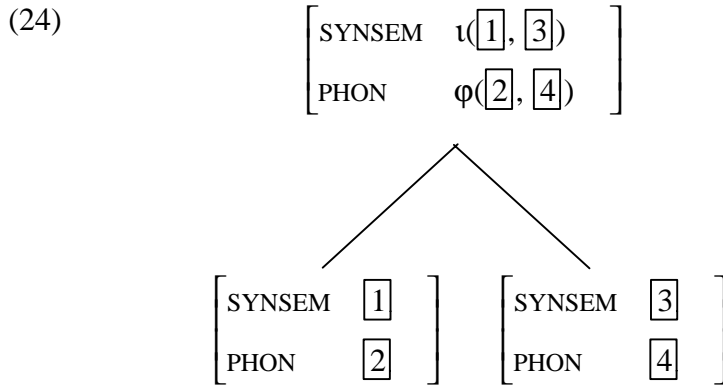 (24)
SYNSEM ι(1, 3)
PHON φ(2, 4)
SYNSEM 1 SYNSEM 3
PHON 2 PHON 4